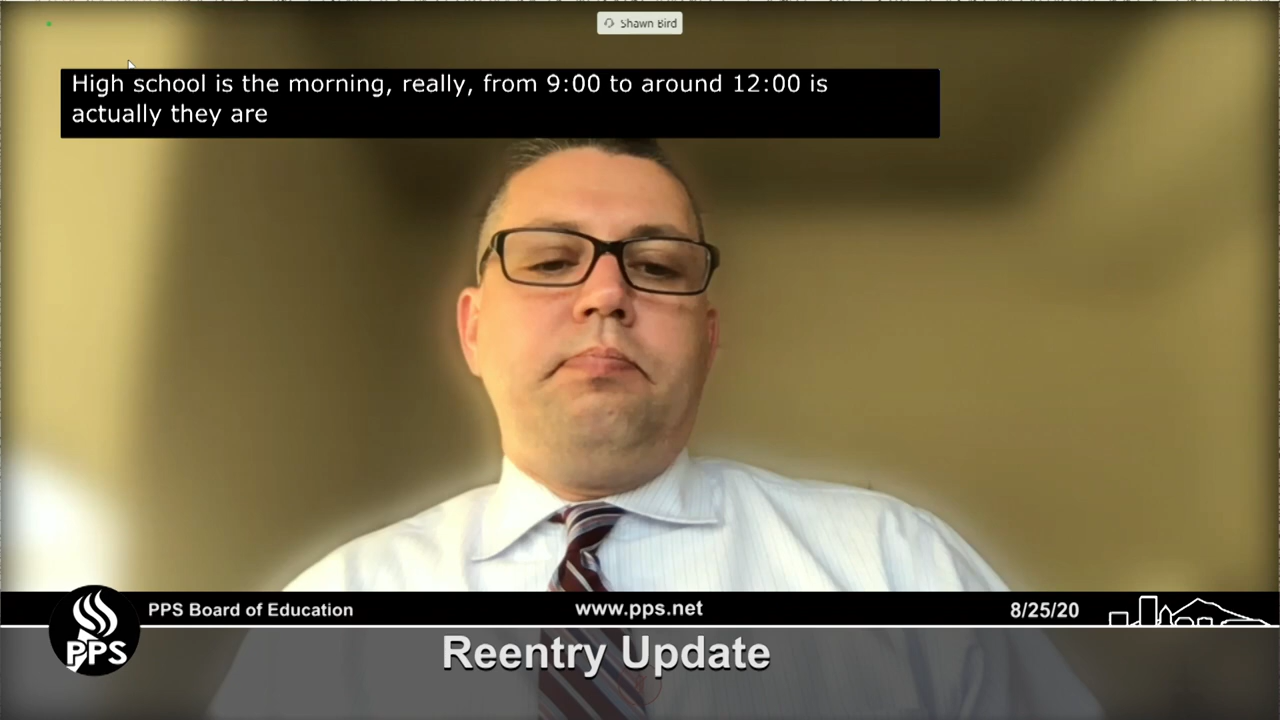 Shawn Bird
High school is the morning, really, from 9:00 to around 12:00 is
actually they are
PPS Board of Education
www.pps.net
8/25/20
PPS
Reentry Update